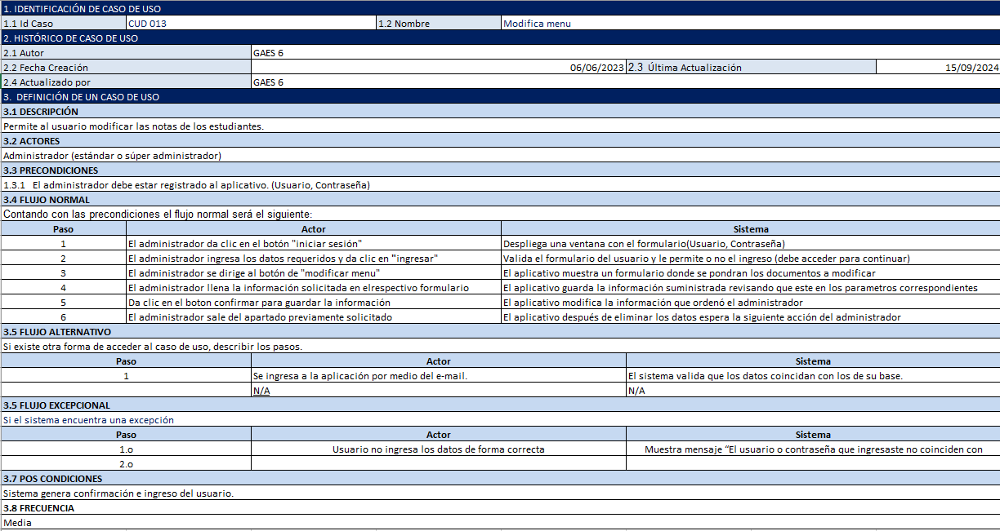 1. IDENTIFICACIÓN DE CASO DE USO
1.1 Id Caso CUD 013 1.2 Nombre Modifica menu
2. HISTÓRICO DE CASO DE USO
2.1 Autor GAES 6
2.2 Fecha Creación 06/06/2023 2.3 Última Actualización 15/09/2024
2.4 Actualizado por GAES 6
3. DEFINICIÓN DE UN CASO DE USO
3.1 DESCRIPCIÓN
Permite al usuario modificar las notas de los estudiantes.
3.2 ACTORES
Administrador (estándar o súper administrador)
3.3 PRECONDICIONES
1.3.1 El administrador debe estar registrado al aplicativo. (Usuario, Contraseña)
3.4 FLUJO NORMAL
Contando con las precondiciones el flujo normal será el siguiente:
Paso Actor Sistema
1 El administrador da clic en el botón "iniciar sesión" Despliega una ventana con el formulario(Usuario, Contraseña)
2 El administrador ingresa los datos requeridos y da clic en "ingresar" Valida el formulario del usuario y le permite o no el ingreso (debe acceder para continuar)
3 El administrador se dirige al botón de "modificar menu" El aplicativo muestra un formulario donde se pondran los documentos a modificar
4 El administrador llena la información solicitada en elrespectivo formulario El aplicativo guarda la información suministrada revisando que este en los parametros correspondientes
5 Da clic en el boton confirmar para guardar la información El aplicativo modifica la información que ordenó el administrador
6 El administrador sale del apartado previamente solicitado El aplicativo después de eliminar los datos espera la siguiente acción del administrador
3.5 FLUJO ALTERNATIVO
Si existe otra forma de acceder al caso de uso, describir los pasos.
Paso Actor Sistema
1 Se ingresa a la aplicación por medio del e-mail. El sistema valida que los datos coincidan con los de su base.
N/A N/A
3.5 FLUJO EXCEPCIONAL
Si el sistema encuentra una excepción
Paso Actor Sistema
1.o Usuario no ingresa los datos de forma correcta Muestra mensaje “El usuario o contraseña que ingresaste no coinciden con
2.o
3.7 POS CONDICIONES
Sistema genera confirmación e ingreso del usuario.
3.8 FRECUENCIA
Media